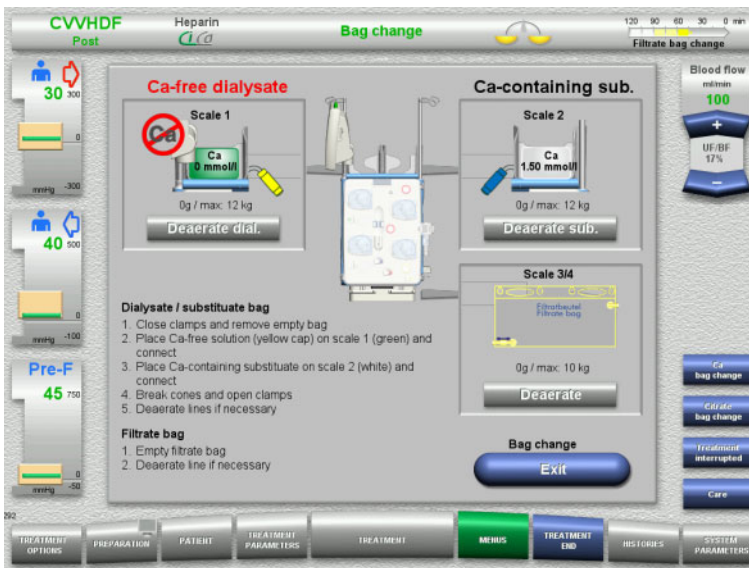 CVVHDF
Post
Heparin
CiCa
Bag change
120 90 60 30 0 min
Filtrate bag change
30 300
0
mmHg -300
40 500
0
mmHg -100
Pre-F
45 750
0
mmHg -50
292
Ca-free dialysate
Scale 1
Ca
Ca
0 mmol/l
0g / max: 12 kg
Deaerate dial.
Ca-containing sub.
Scale 2
Ca
1.50 mmol/l
0g / max: 12 kg
Deaerate sub.
Scale 3/4
Filtratbeutel
Filtrate bag
0g / max: 10 kg
Deaerate
Dialysate / substituate bag
1. Close clamps and remove empty bag
2. Place Ca-free solution (yellow cap) on scale 1 (green) and
connect
3. Place Ca-containing substituate on scale 2 (white) and
connect
4. Break cones and open clamps
5. Deaerate lines if necessary
Filtrate bag
1. Empty filtrate bag
2. Deaerate line if necessary
Bag change
Exit
Blood flow
ml/min
100
+
UF/BF
17%
−
Ca
bag change
Citrate
bag change
Treatment
interrupted
Care
TREATMENT
OPTIONS
PREPARATION
PATIENT
TREATMENT
PARAMETERS
TREATMENT
MENUS
TREATMENT
END
HISTORIES
SYSTEM
PARAMETERS